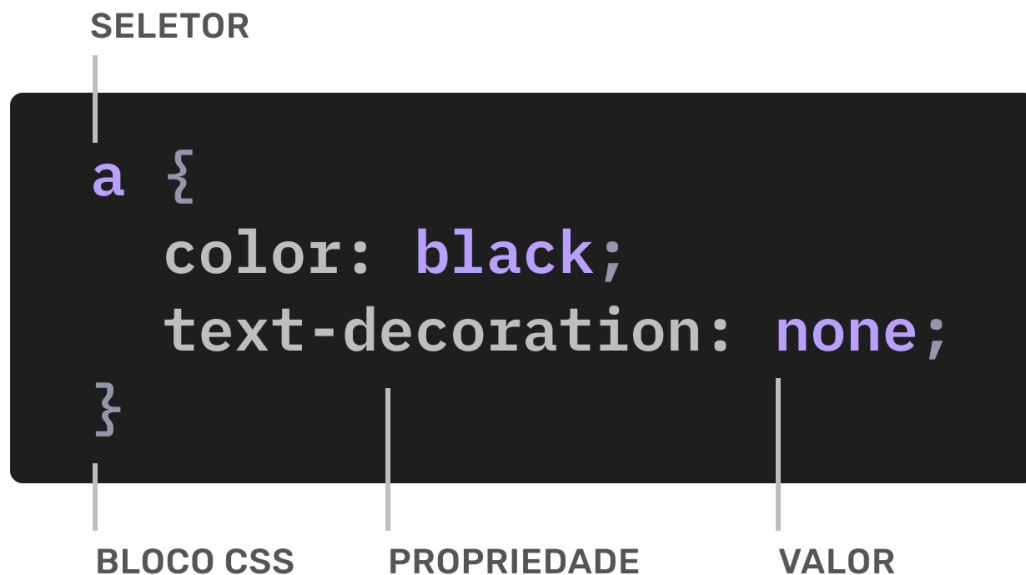 SELETOR
a {
color: black;
text-decoration: none;
}
BLOCO CSS PROPRIEDADE VALOR